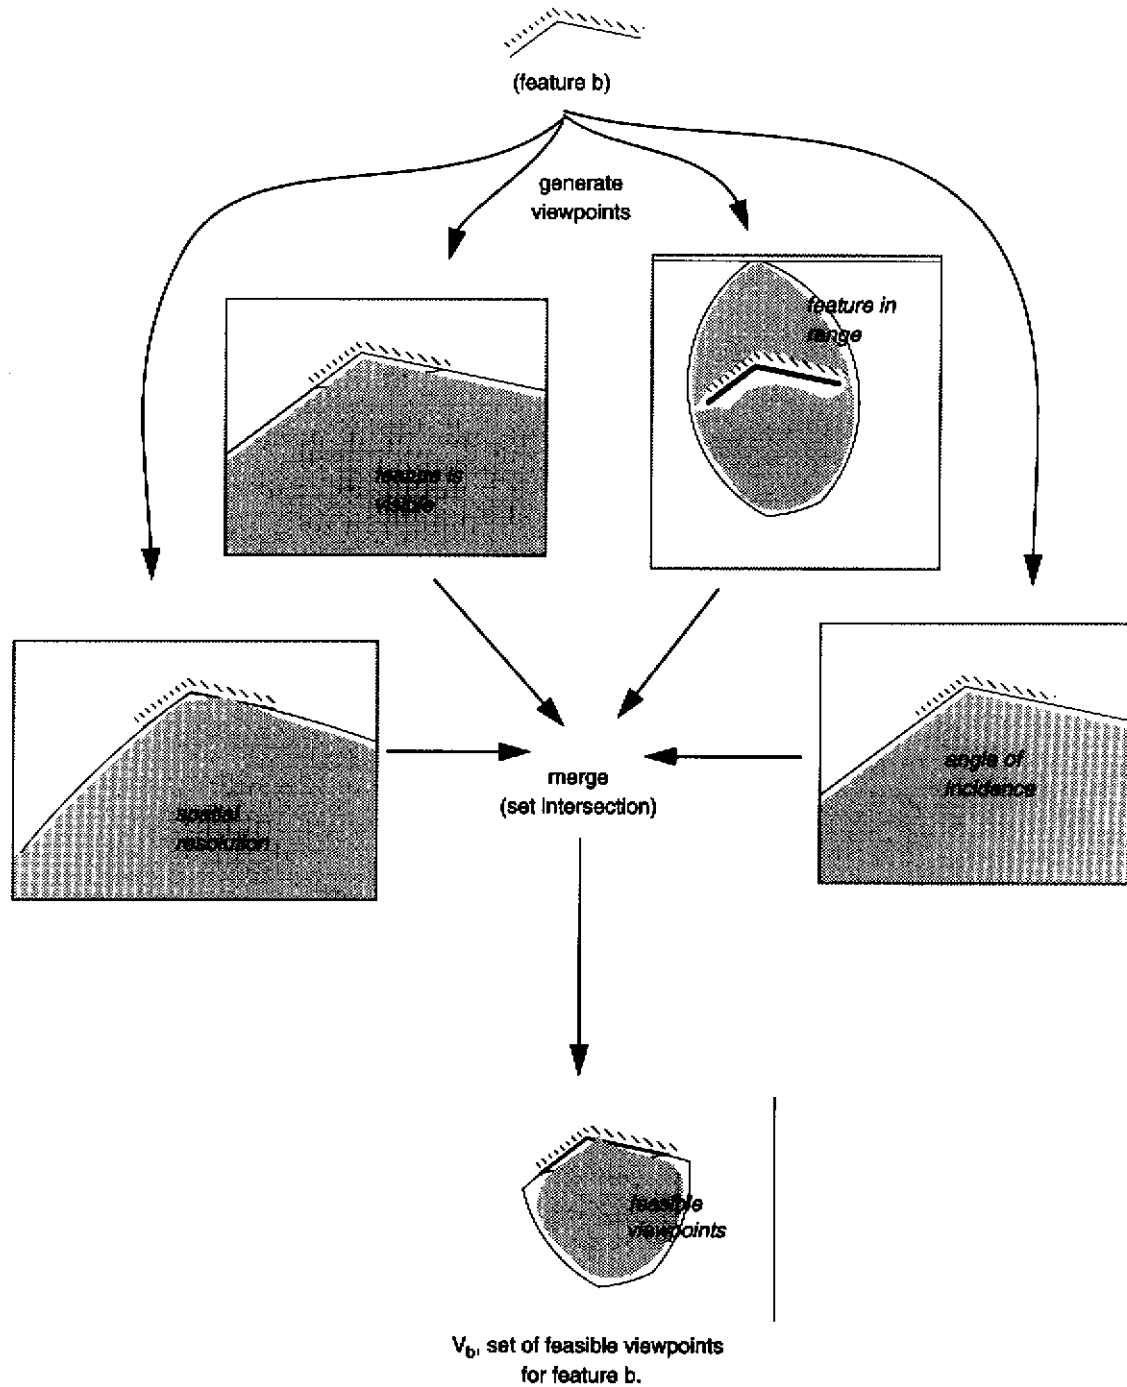 (feature b)
generate
viewpoints
feature in
range
feature is
visible
spatial
resolution
angle of
incidence
merge
(set intersection)
feasible
viewpoints
V_b, set of feasible viewpoints
for feature b.